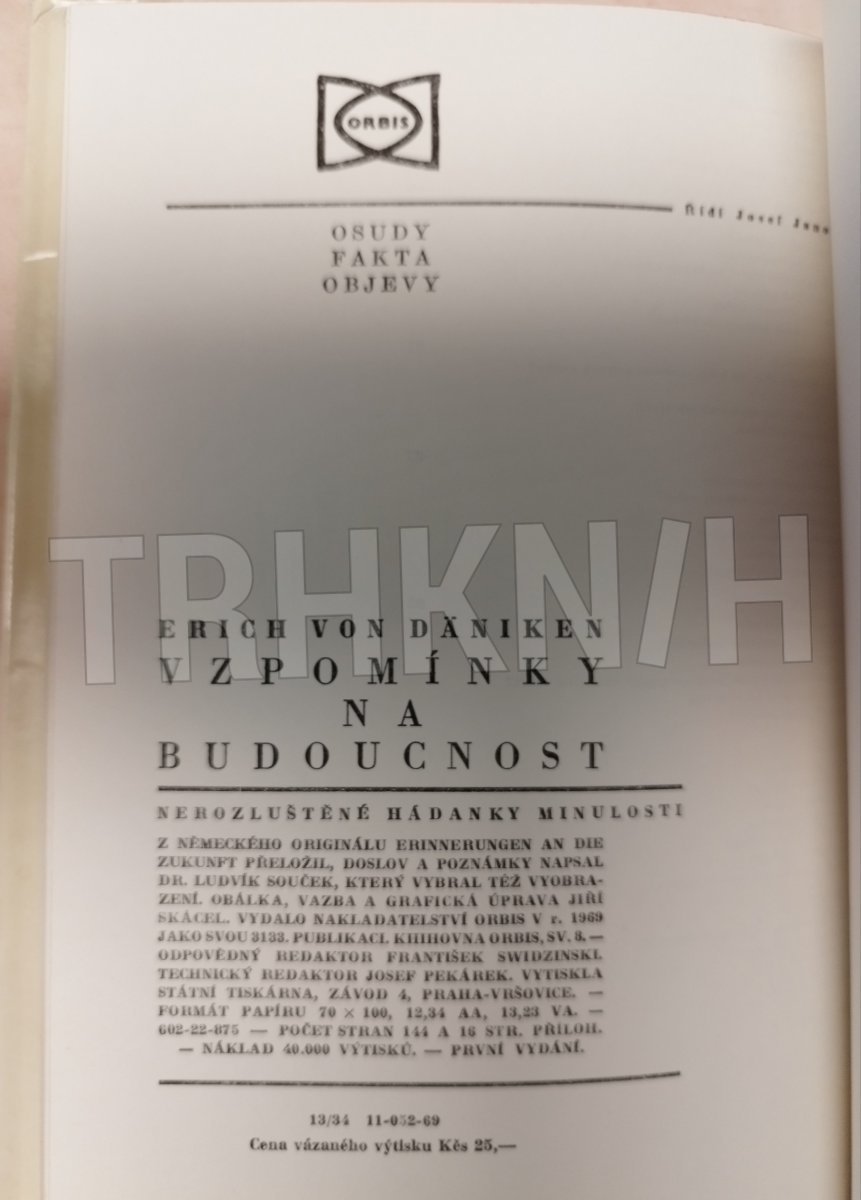 ORBIS
Řídí Josef
OSUDY
FAKTA
OBJEVY
TRHKN/H
ERICH VON DÄNIKEN
VZPOMÍNKY
NA
BUDOUCNOST
NEROZLUŠTĚNÉ HÁDANKY MINULOSTI
Z NĚMECKÉHO ORIGINÁLU ERINNERUNGEN AN DIE
ZUKUNFT PŘELOŽIL, DOSLOV A POZNÁMKY NAPSAL
DR. LUDVÍK SOUČEK, KTERÝ VYBRAL TÉŽ VYOBRA-
ZENÍ. OBÁLKA, VAZBA A GRAFICKÁ ÚPRAVA JIŘÍ
SKÁCEL. VYDALO NAKLADATELSTVÍ ORBIS V r. 1969
JAKO SVOU 3133. PUBLIKACI. KNIHOVNA ORBIS, SV. 8. —
ODPOVĚDNÝ REDAKTOR FRANTIŠEK SWIDZINSKI.
TECHNICKÝ REDAKTOR JOSEF PEKÁREK. VYTISKLA
STÁTNÍ TISKÁRNA, ZÁVOD 4, PRAHA-VRŠOVICE. —
FORMÁT PAPÍRU 70 × 100, 12,34 AA, 13,23 VA. —
602-22-875 — POČET STRAN 144 A 16 STR. PŘÍLOH.
— NÁKLAD 40.000 VÝTISKŮ. — PRVNÍ VYDÁNÍ.
13/34 11-052-69
Cena vázaného výtisku Kčs 25,—